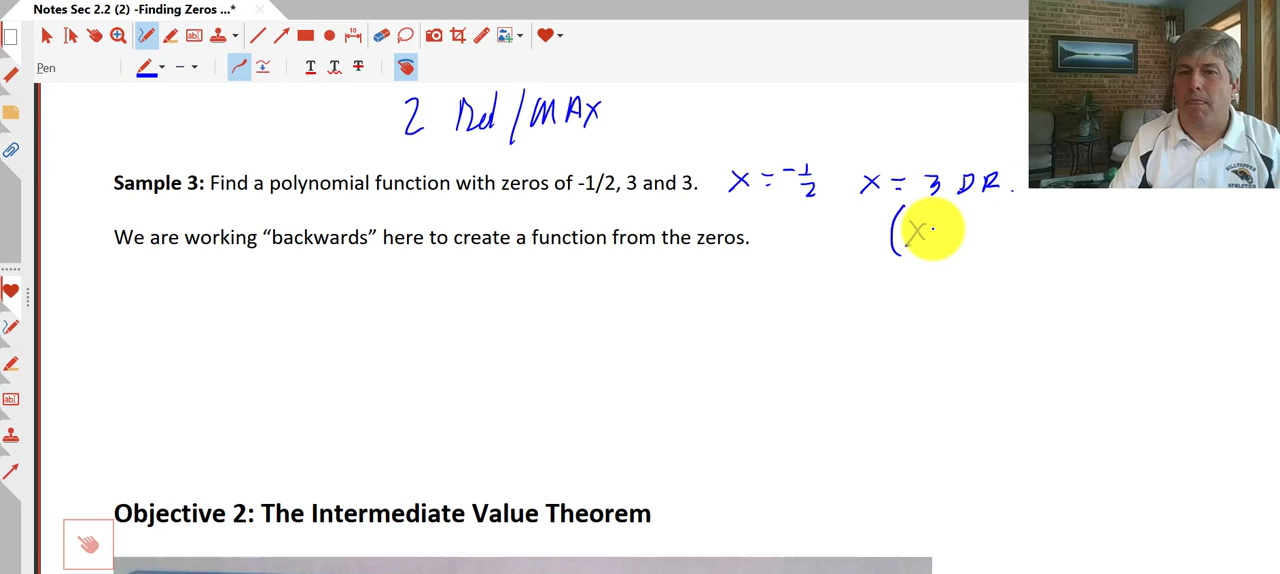 Notes Sec 2.2 (2) -Finding Zeros ...*
Pen
2 Rel/MAX
Sample 3: Find a polynomial function with zeros of -1/2, 3 and 3. x = -1/2 x = 3 DR.
We are working “backwards” here to create a function from the zeros. (x
Objective 2: The Intermediate Value Theorem
HILLTOPPER
ATHLETICS